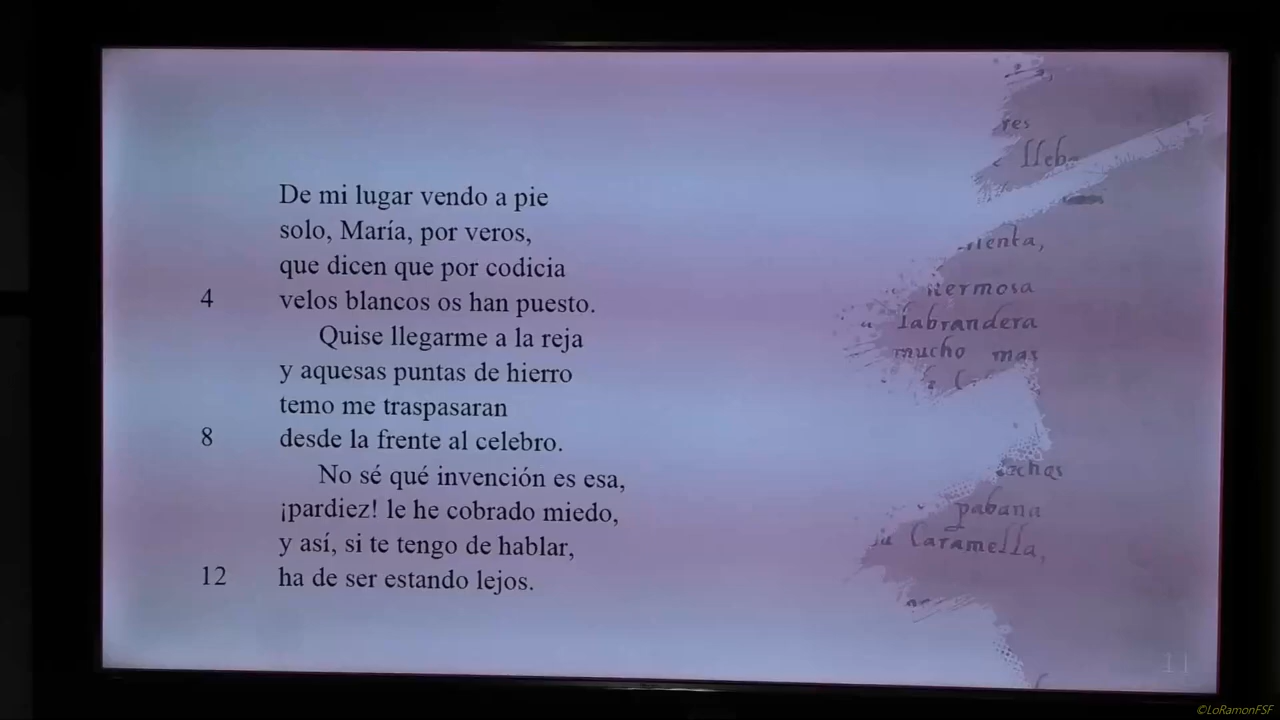 De mi lugar vendo a pie
solo, María, por veros,
que dicen que por codicia
4 velos blancos os han puesto.
Quise llegarme a la reja
y aquesas puntas de hierro
temo me traspasaran
8 desde la frente al celebro.
No sé qué invención es esa,
¡pardiez! le he cobrado miedo,
y así, si te tengo de hablar,
12 ha de ser estando lejos.
hermosa
labrandera
mucho mas
pabana
Caramella,
11
©LoRamonFSF